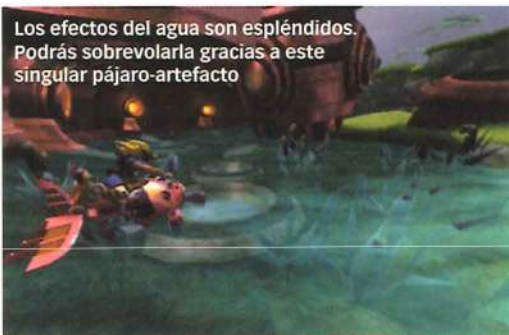 Los efectos del agua son espléndidos.
Podrás sobrevolarla gracias a este
singular pájaro-artefacto